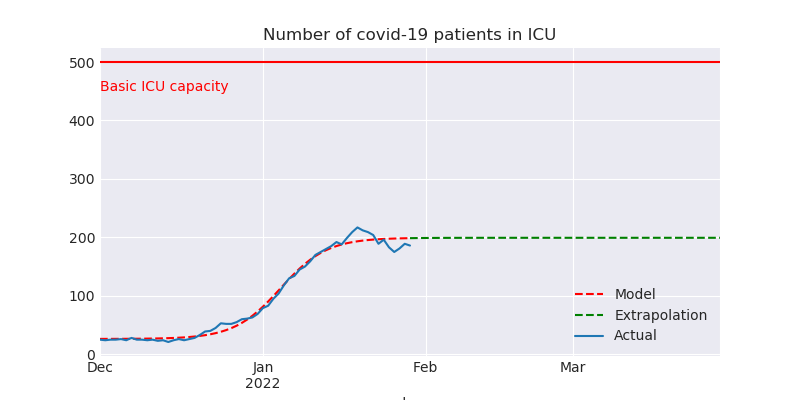 Number of covid-19 patients in ICU
500
Basic ICU capacity
400
300
200
100
0
Model
Extrapolation
Actual
Dec
Jan
2022
Feb
Mar